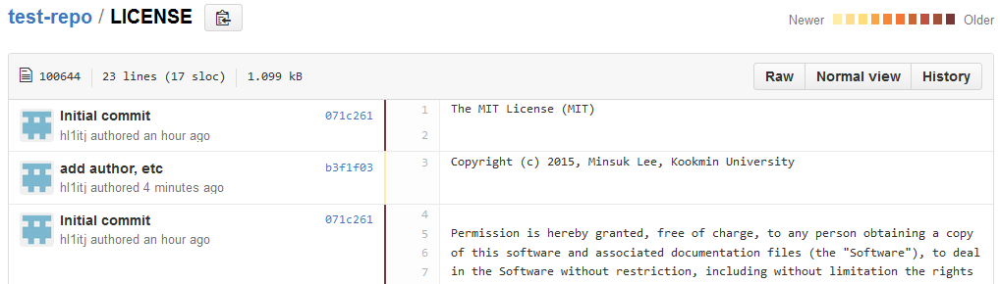 test-repo / LICENSE
Newer Older
100644 23 lines (17 sloc) 1.099 kB
Raw Normal view History
Initial commit 071c261
hl1itj authored an hour ago
1 The MIT License (MIT)
2
add author, etc b3f1f03
hl1itj authored 4 minutes ago
3 Copyright (c) 2015, Minsuk Lee, Kookmin University
Initial commit 071c261
hl1itj authored an hour ago
4
5 Permission is hereby granted, free of charge, to any person obtaining a copy
6 of this software and associated documentation files (the "Software"), to deal
7 in the Software without restriction, including without limitation the rights